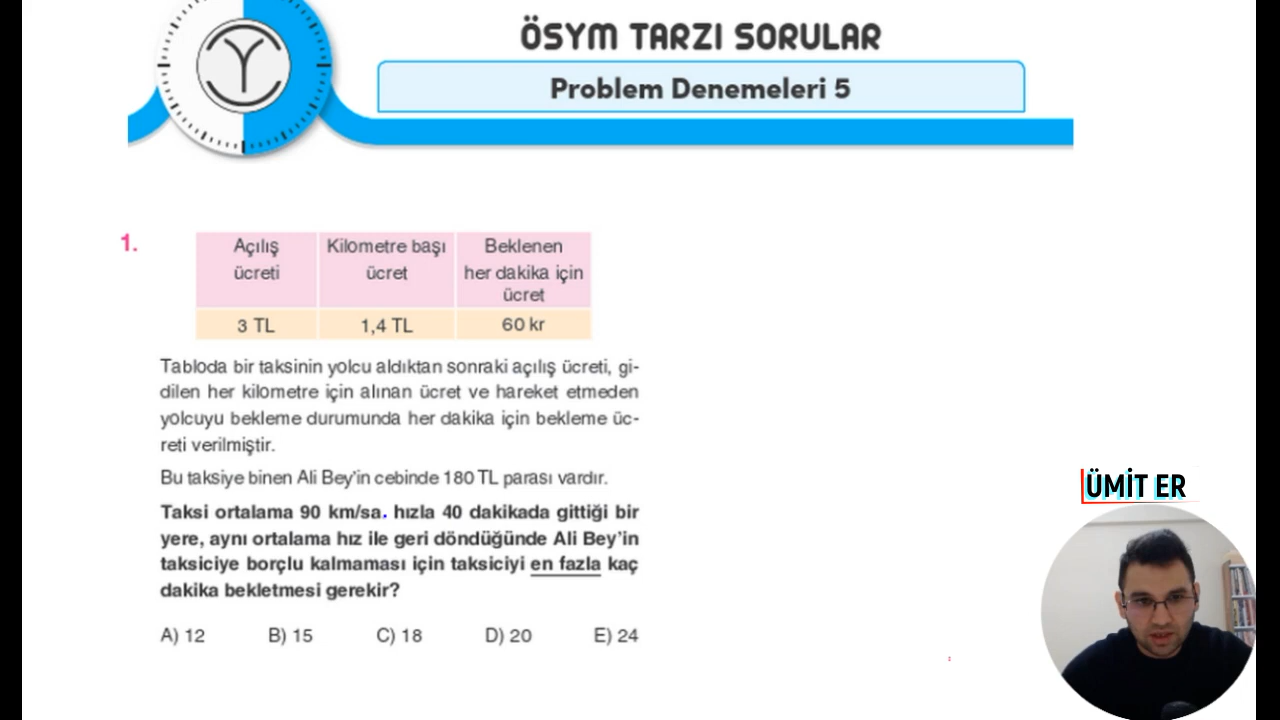 ÖSYM TARZI SORULAR
Problem Denemeleri 5
1.
Açılış ücreti
Kilometre başı ücret
Beklenen her dakika için ücret
3 TL
1,4 TL
60 kr
Tabloda bir taksinin yolcu aldıktan sonraki açılış ücreti, gi-
dilen her kilometre için alınan ücret ve hareket etmeden
yolcuyu bekleme durumunda her dakika için bekleme üc-
reti verilmiştir.
Bu taksiye binen Ali Bey'in cebinde 180 TL parası vardır.
Taksi ortalama 90 km/sa. hızla 40 dakikada gittiği bir
yere, aynı ortalama hız ile geri döndüğünde Ali Bey'in
taksiciye borçlu kalmaması için taksiciyi en fazla kaç
dakika bekletmesi gerekir?
A) 12 B) 15 C) 18 D) 20 E) 24
ÜMİT ER